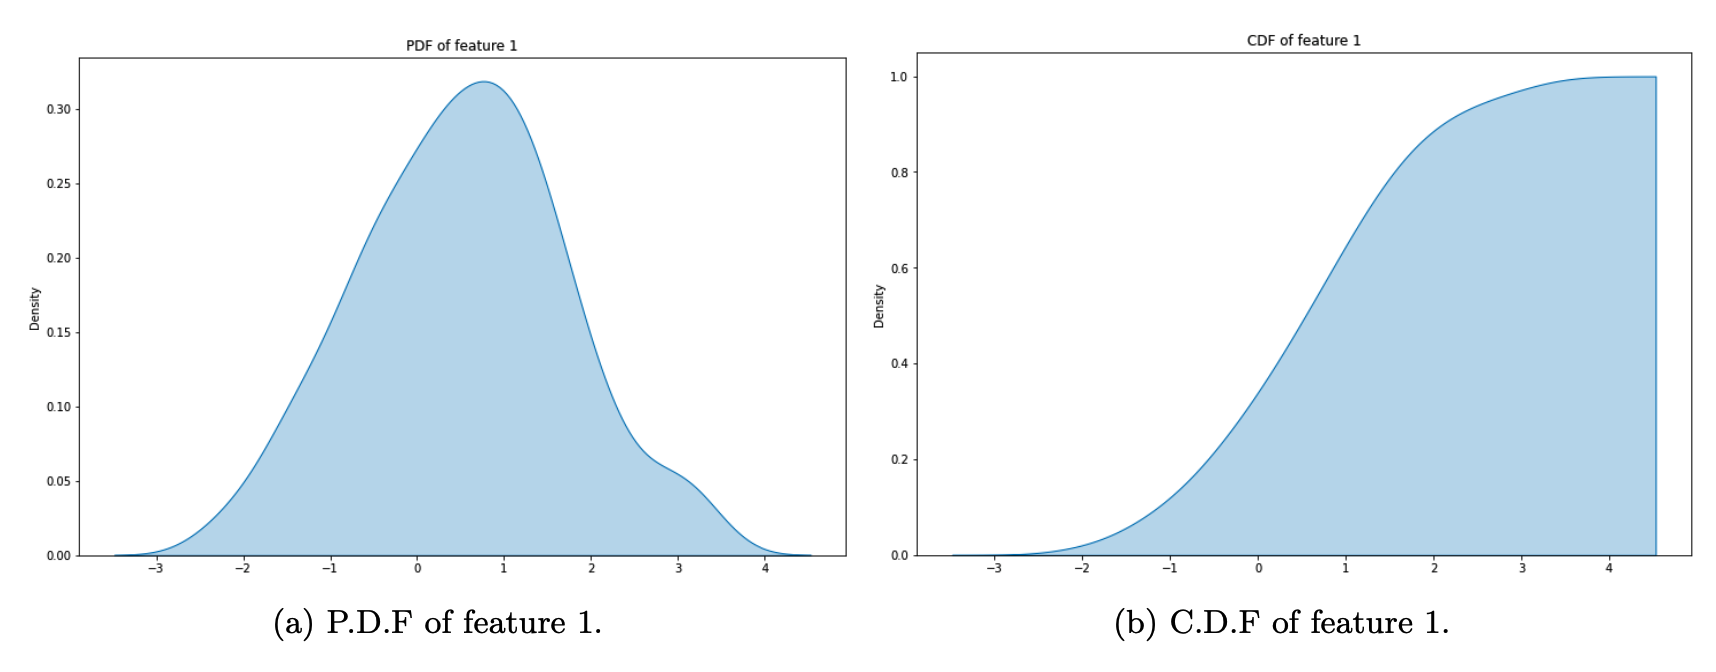 PDF of feature 1
Density
0.30
0.25
0.20
0.15
0.10
0.05
0.00
−3 −2 −1 0 1 2 3 4
(a) P.D.F of feature 1.
CDF of feature 1
Density
1.0
0.8
0.6
0.4
0.2
0.0
−3 −2 −1 0 1 2 3 4
(b) C.D.F of feature 1.